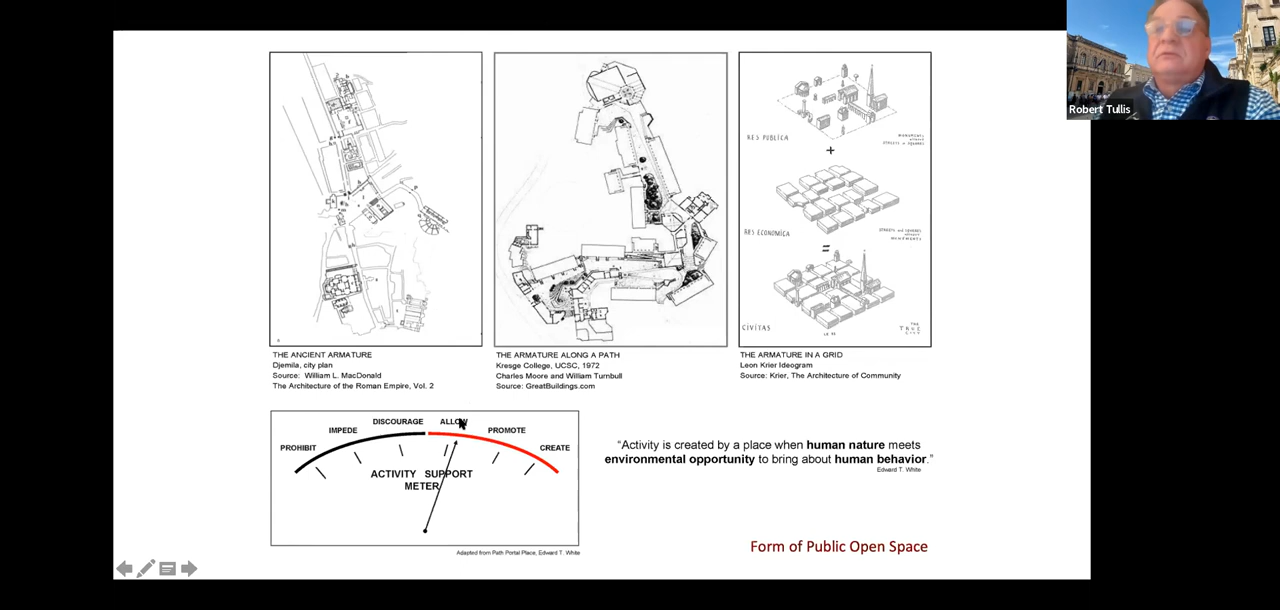 Robert Tullis
RES PUBLICA
+
RES ECONOMICA
=
CIVITAS
THE
TRUE
CITY
THE ANCIENT ARMATURE
Djemila, city plan
Source: William L. MacDonald
The Architecture of the Roman Empire, Vol. 2
THE ARMATURE ALONG A PATH
Kresge College, UCSC, 1972
Charles Moore and William Turnbull
Source: GreatBuildings.com
THE ARMATURE IN A GRID
Leon Krier Ideogram
Source: Krier, The Architecture of Community
PROHIBIT
IMPEDE
DISCOURAGE
ALLOW
PROMOTE
CREATE
ACTIVITY SUPPORT
METER
Adapted from Path Portal Place, Edward T. White
“Activity is created by a place when human nature meets
environmental opportunity to bring about human behavior.”
Edward T. White
Form of Public Open Space